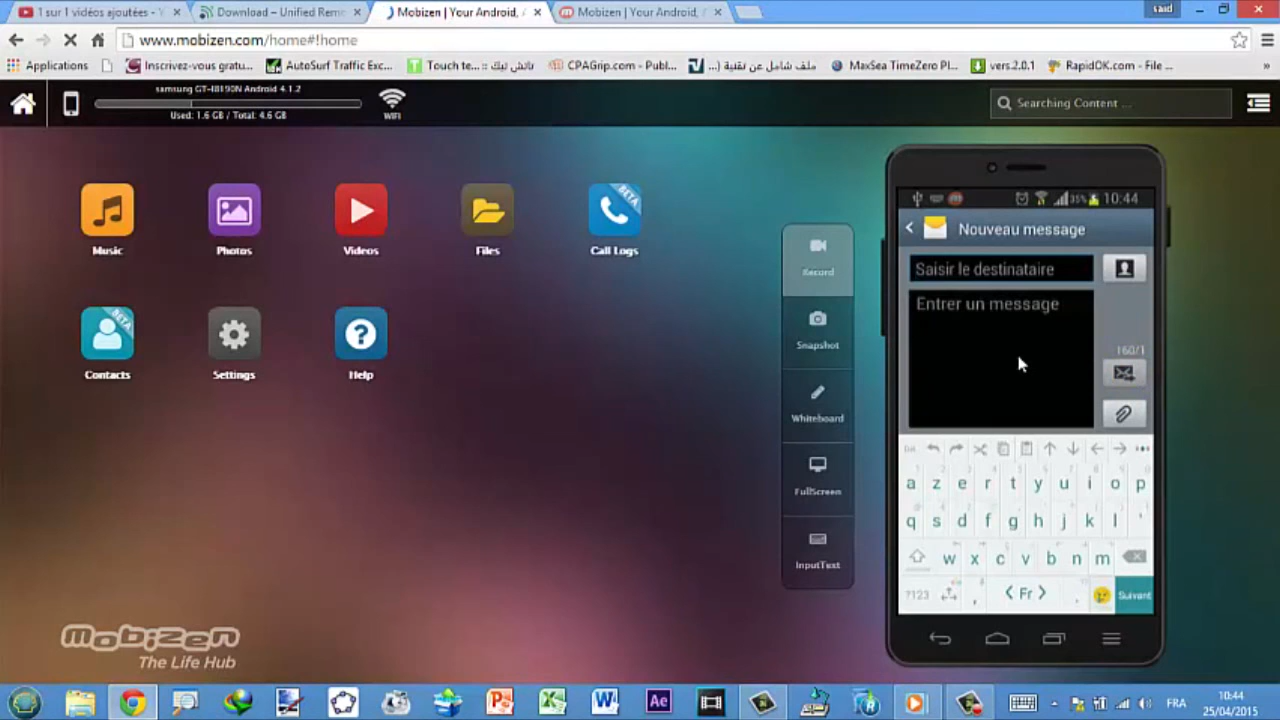 1 sur 1 vidéos ajoutées - Y
Download – Unified Remo
Mobizen | Your Android, /
Mobizen | Your Android, /
said
www.mobizen.com/home#!home
Applications
Inscrivez-vous gratu...
AutoSurf Traffic Exc...
Touch te... :: تاتش تيك
CPAGrip.com - Publ...
ملف شامل عن تقنية (...
MaxSea TimeZero Pl...
vers.2.0.1
RapidOK.com - File ...
»
samsung GT-I8190N Android 4.1.2
Used: 1.6 GB / Total: 4.6 GB
WIFI
Searching Content ...
Music
Photos
Videos
Files
BETA
Call Logs
BETA
Contacts
Settings
?
Help
Record
Snapshot
Whiteboard
FullScreen
InputText
35% 10:44
Nouveau message
Saisir le destinataire
Entrer un message
160/1
a z e r t y u i o p
q s d f g h j k l '
w x c v b n m
?123 , < Fr > . Suivant
mobizen
The Life Hub
Ae
FRA
10:44
25/04/2015